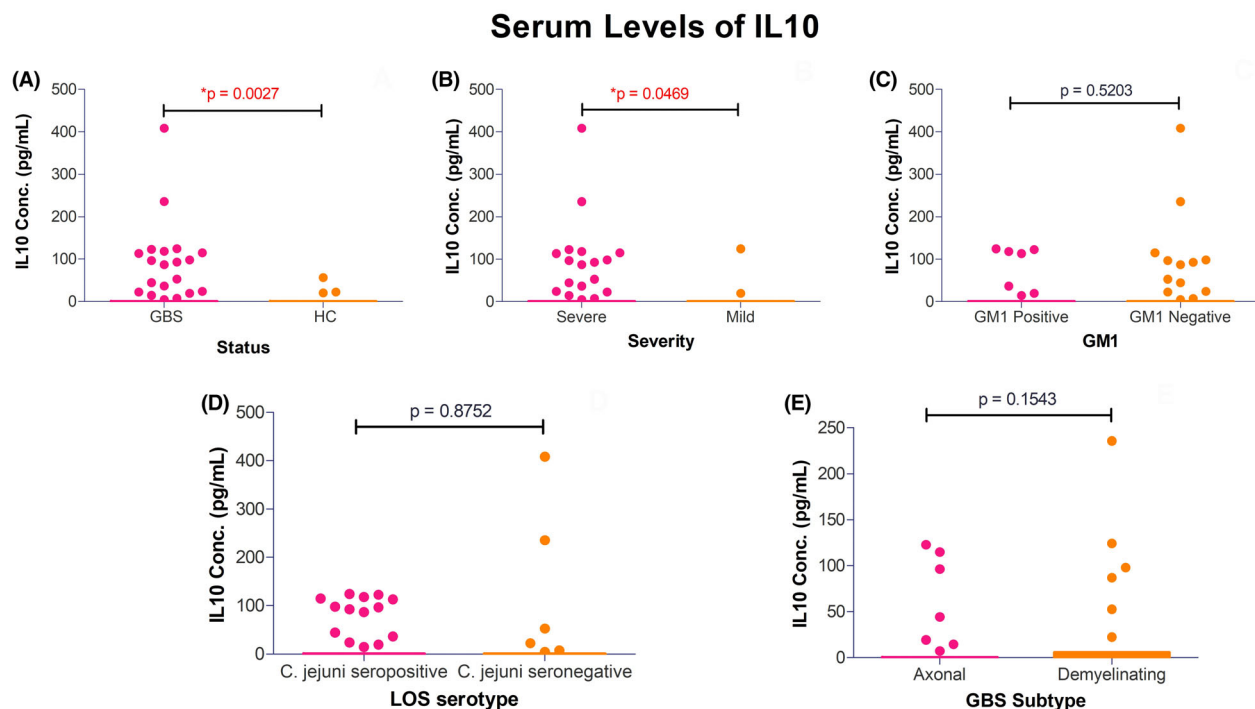 Serum Levels of IL10
(A)
A
*p = 0.0027
IL10 Conc. (pg/mL)
500
400
300
200
100
0
GBS HC
Status
(B)
B
*p = 0.0469
IL10 Conc. (pg/mL)
500
400
300
200
100
0
Severe Mild
Severity
(C)
C
p = 0.5203
IL10 Conc. (pg/mL)
500
400
300
200
100
0
GM1 Positive GM1 Negative
GM1
(D)
D
p = 0.8752
IL10 Conc. (pg/mL)
500
400
300
200
100
0
C. jejuni seropositive C. jejuni seronegative
LOS serotype
(E)
E
p = 0.1543
IL10 Conc. (pg/mL)
250
200
150
100
50
0
Axonal Demyelinating
GBS Subtype